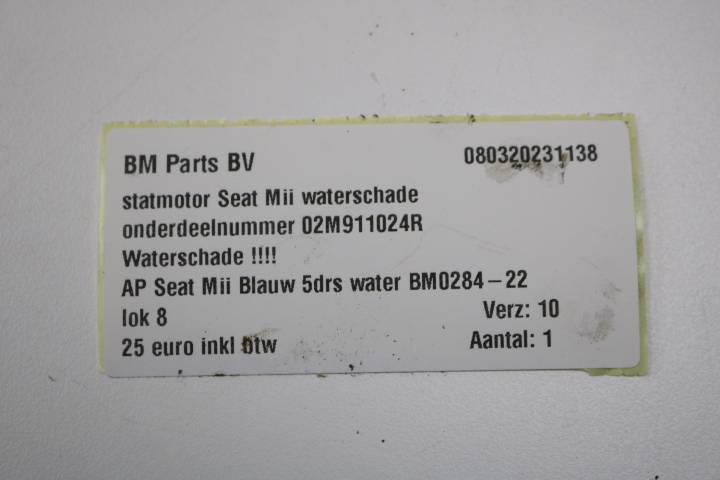 BM Parts BV 080320231138
statmotor Seat Mii waterschade
onderdeelnummer 02M911024R
Waterschade !!!!
AP Seat Mii Blauw 5drs water BM0284-22
lok 8 Verz: 10
25 euro inkl btw Aantal: 1